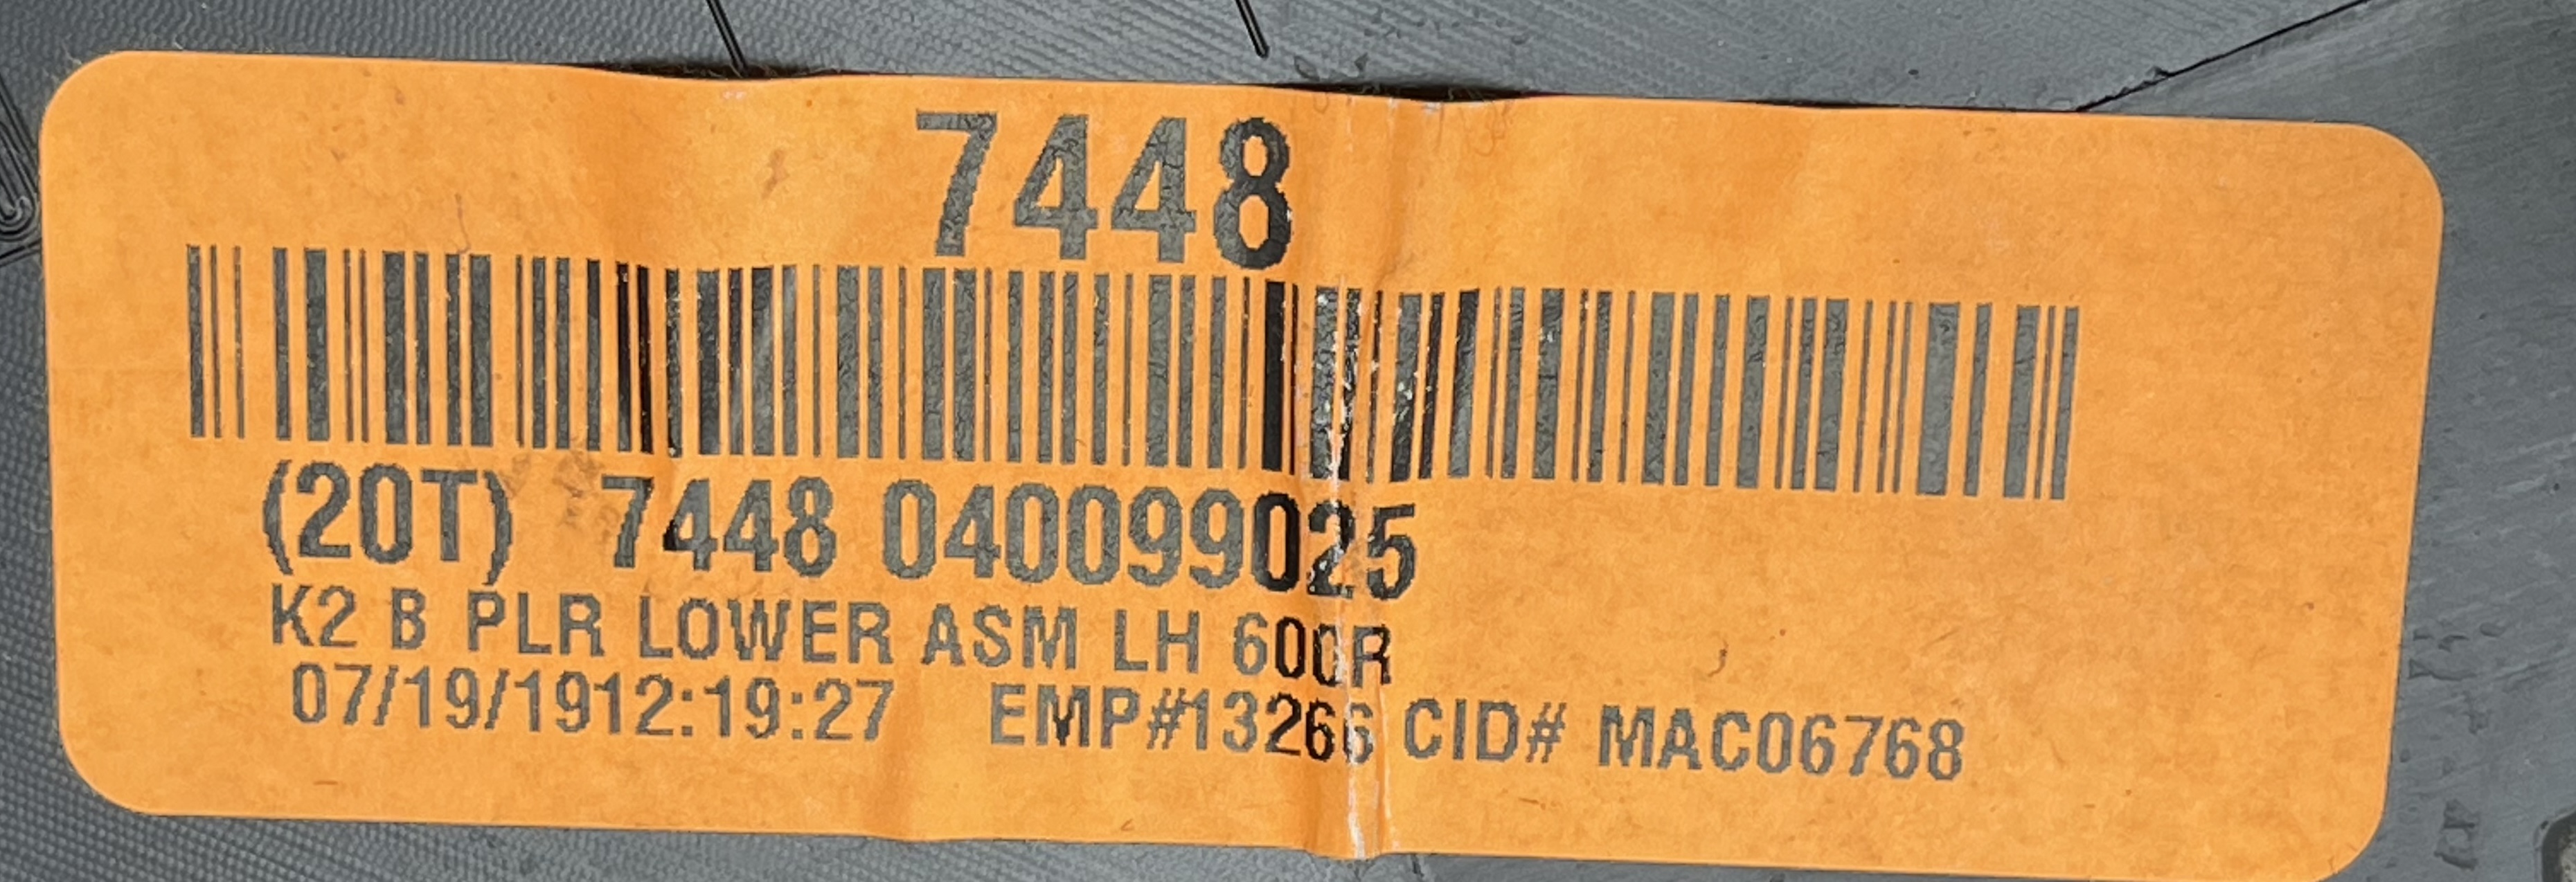 7448
(20T) 7448 040099025
K2 B PLR LOWER ASM LH 600R
07/19/1912:19:27 EMP#13266 CID# MAC06768